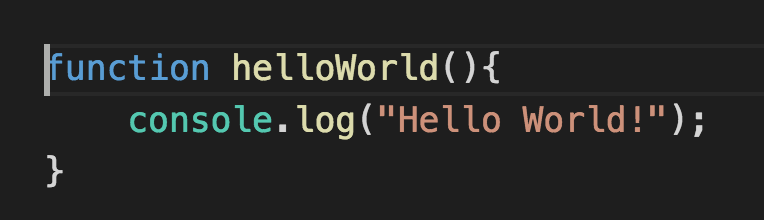 function helloWorld(){
    console.log("Hello World!");
}